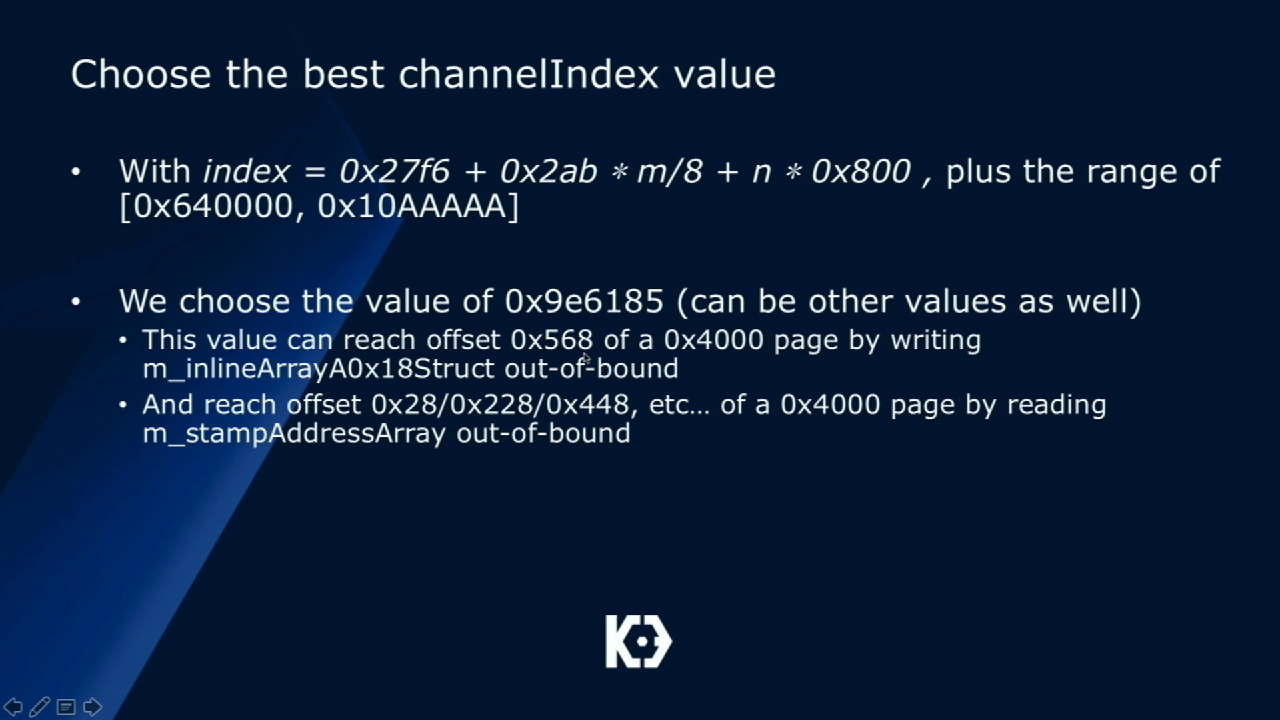 Choose the best channelIndex value
• With index = 0x27f6 + 0x2ab * m/8 + n * 0x800 , plus the range of
[0x640000, 0x10AAAAA]
• We choose the value of 0x9e6185 (can be other values as well)
• This value can reach offset 0x568 of a 0x4000 page by writing
m_inlineArrayA0x18Struct out-of-bound
• And reach offset 0x28/0x228/0x448, etc... of a 0x4000 page by reading
m_stampAddressArray out-of-bound